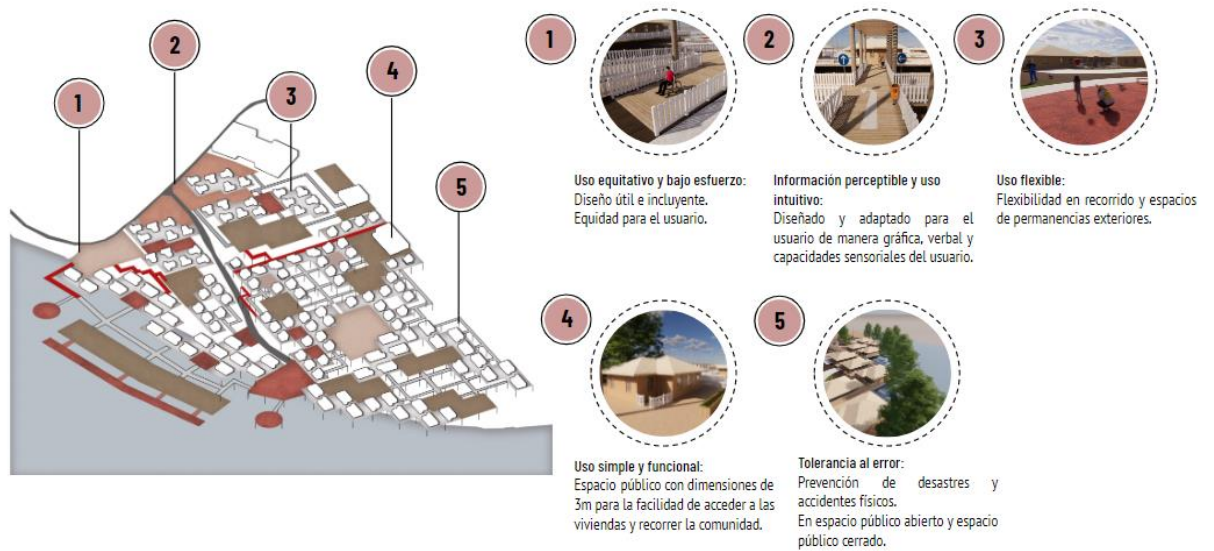 1
2
3
4
5
1
Uso equitativo y bajo esfuerzo:
Diseño útil e incluyente.
Equidad para el usuario.
2
Información perceptible y uso
intuitivo:
Diseñado y adaptado para el
usuario de manera gráfica, verbal y
capacidades sensoriales del usuario.
3
Uso flexible:
Flexibilidad en recorrido y espacios
de permanencias exteriores.
4
Uso simple y funcional:
Espacio público con dimensiones de
3m para la facilidad de acceder a las
viviendas y recorrer la comunidad.
5
Tolerancia al error:
Prevención de desastres y
accidentes físicos.
En espacio público abierto y espacio
público cerrado.